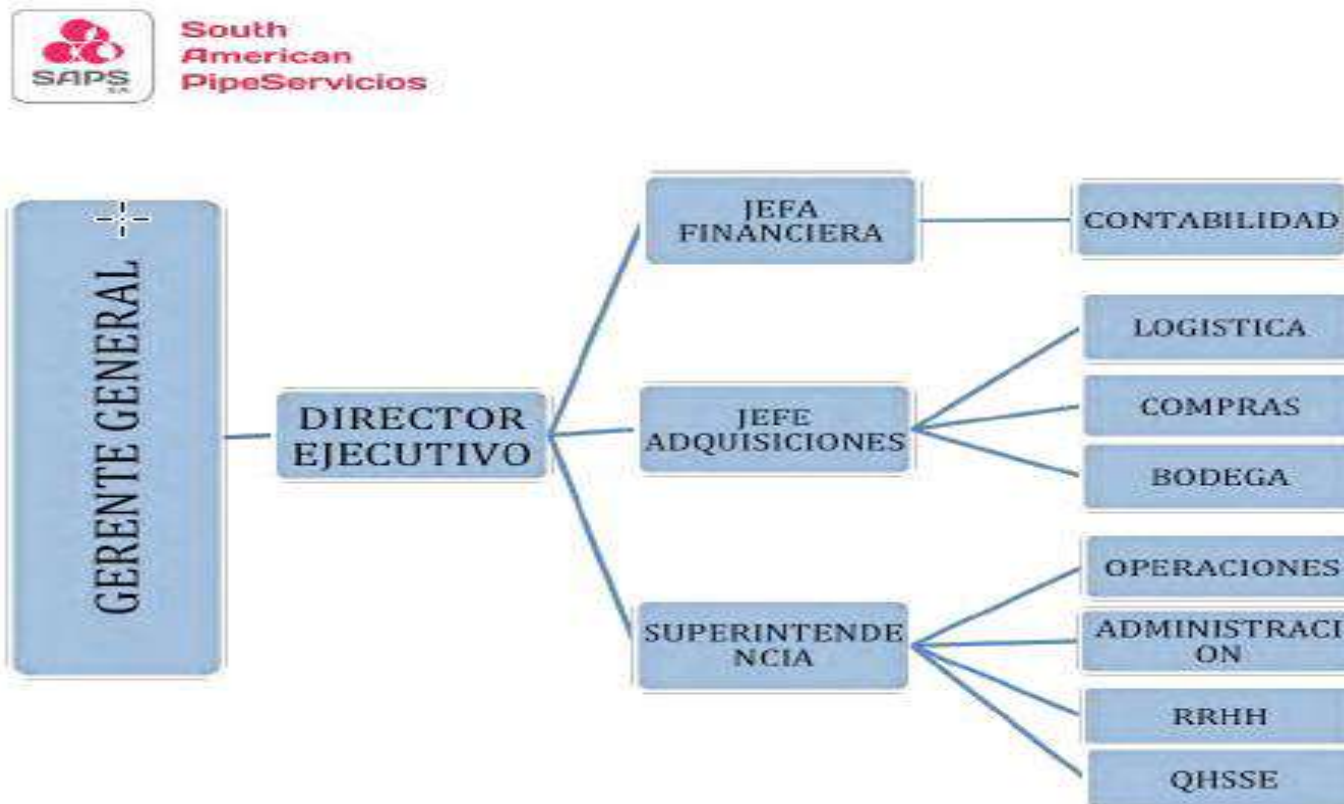 South
American
PipeServicios
SAPS
S.A.
GERENTE GENERAL
DIRECTOR
EJECUTIVO
JEFA
FINANCIERA
CONTABILIDAD
JEFE
ADQUISICIONES
LOGISTICA
COMPRAS
BODEGA
SUPERINTENDE
NCIA
OPERACIONES
ADMINISTRACI
ON
RRHH
QHSSE